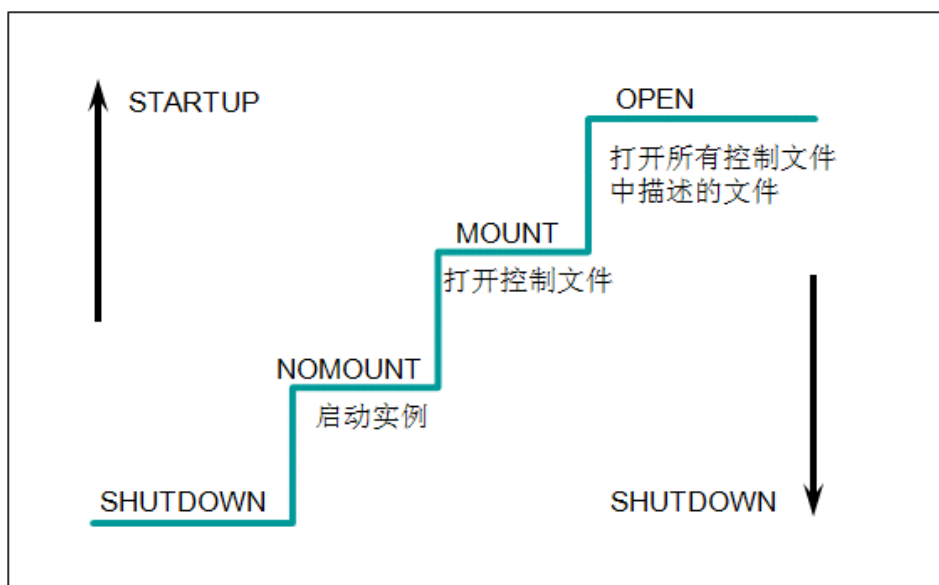 STARTUP
OPEN
打开所有控制文件
中描述的文件
MOUNT
打开控制文件
NOMOUNT
启动实例
SHUTDOWN
SHUTDOWN